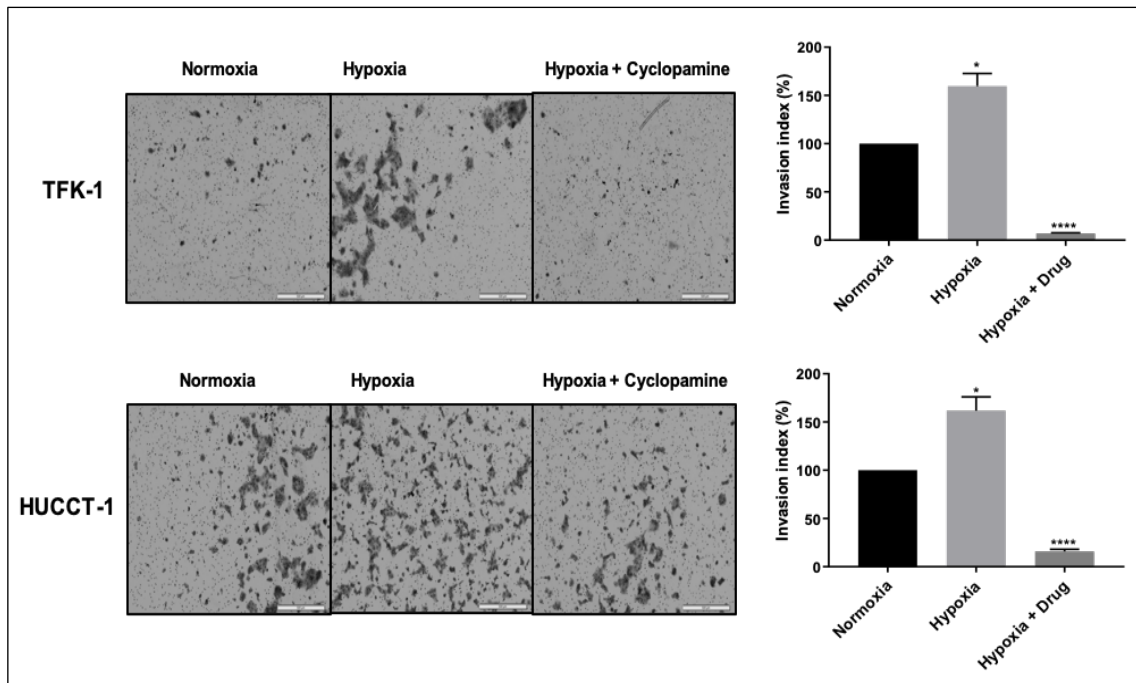 Normoxia
Hypoxia
Hypoxia + Cyclopamine
TFK-1
200
150
100
50
0
Invasion index (%)
*
****
Normoxia
Hypoxia
Hypoxia + Drug
Normoxia
Hypoxia
Hypoxia + Cyclopamine
HUCCT-1
200
150
100
50
0
Invasion index (%)
*
****
Normoxia
Hypoxia
Hypoxia + Drug